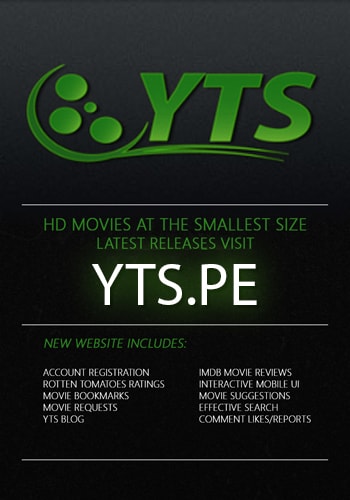 YTS
HD MOVIES AT THE SMALLEST SIZE
LATEST RELEASES VISIT
YTS.PE
NEW WEBSITE INCLUDES:
ACCOUNT REGISTRATION
ROTTEN TOMATOES RATINGS
MOVIE BOOKMARKS
MOVIE REQUESTS
YTS BLOG
IMDB MOVIE REVIEWS
INTERACTIVE MOBILE UI
MOVIE SUGGESTIONS
EFFECTIVE SEARCH
COMMENT LIKES/REPORTS